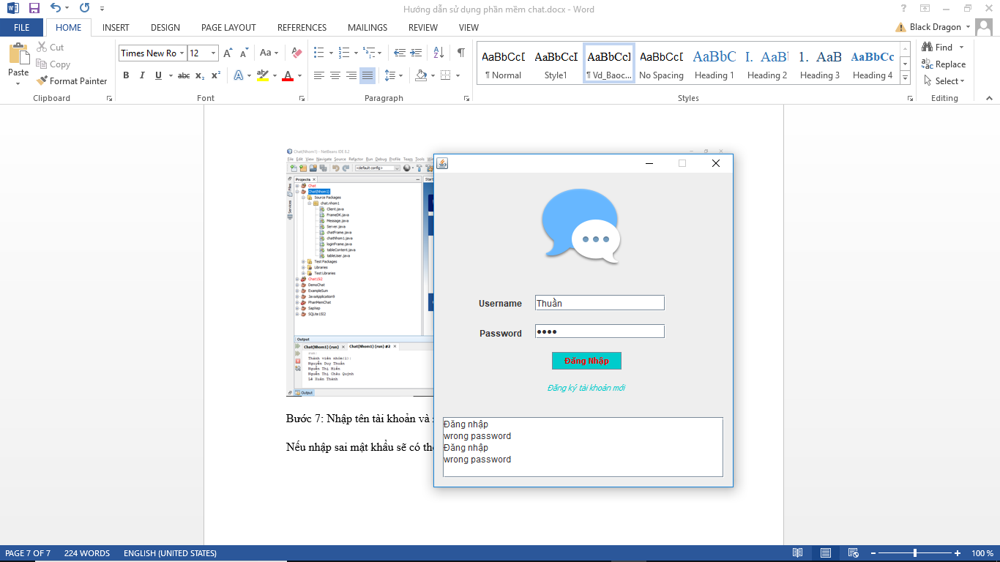 Hướng dẫn sử dụng phần mềm chat.docx - Word
FILE HOME INSERT DESIGN PAGE LAYOUT REFERENCES MAILINGS REVIEW VIEW Black Dragon
Paste
Cut
Copy
Format Painter
Clipboard
Times New Ro 12
Font
Paragraph
AaBbCcI AaBbCcI AaBbCcI AaBbCcI AaBbC I. AaBl 1. AaB AaBbCc
¶ Normal Style1 ¶ Vd_Baoc... No Spacing Heading 1 Heading 2 Heading 3 Heading 4
Styles
Find
Replace
Select
Editing
Chat(Nhom1) - NetBeans IDE 8.2
File Edit View Navigate Source Refactor Run Debug Profile Team Tools
<default config>
Projects
Files
Services
Chat
Chat(Nhom1)
Source Packages
chat.nhom1
Client.java
FrameDK.java
Message.java
Server.java
chatFrame.java
chatNhom1.java
loginFrame.java
tableContent.java
tableUser.java
Test Packages
Libraries
Test Libraries
Chat15I2
DemoChat
ExampleSum
JavaApplication9
PhanMemChat
SapXep
SQLite15I2
Output
Chat(Nhom1) (run) Chat(Nhom1) (run) #2
run:
Thành viên nhóm(1):
Nguyễn Duy Thuần
Nguyễn Thị Hiền
Nguyễn Thị Châu Quỳnh
Lê Xuân Thành
Output
Bước 7: Nhập tên tài khoản và
Nếu nhập sai mật khẩu sẽ có
Username Thuần
Password ●●●●
Đăng Nhập
Đăng ký tài khoản mới
Đăng nhập
wrong password
Đăng nhập
wrong password
PAGE 7 OF 7 224 WORDS ENGLISH (UNITED STATES) 100 %